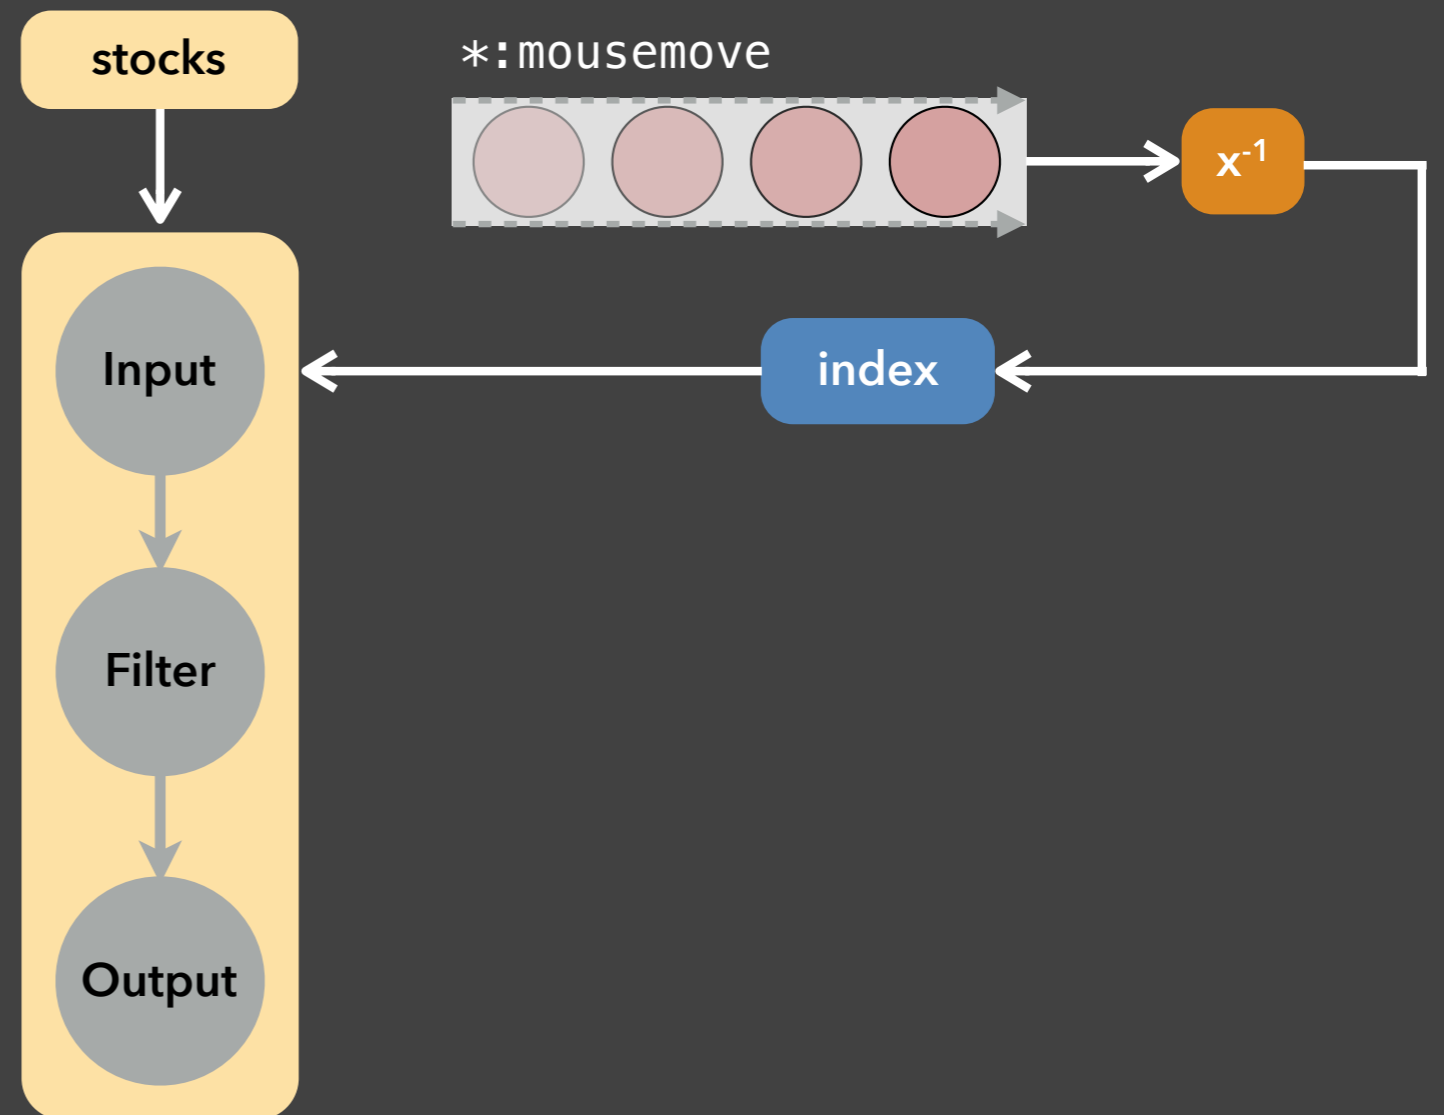 stocks
*:mousemove
x⁻¹
Input
index
Filter
Output